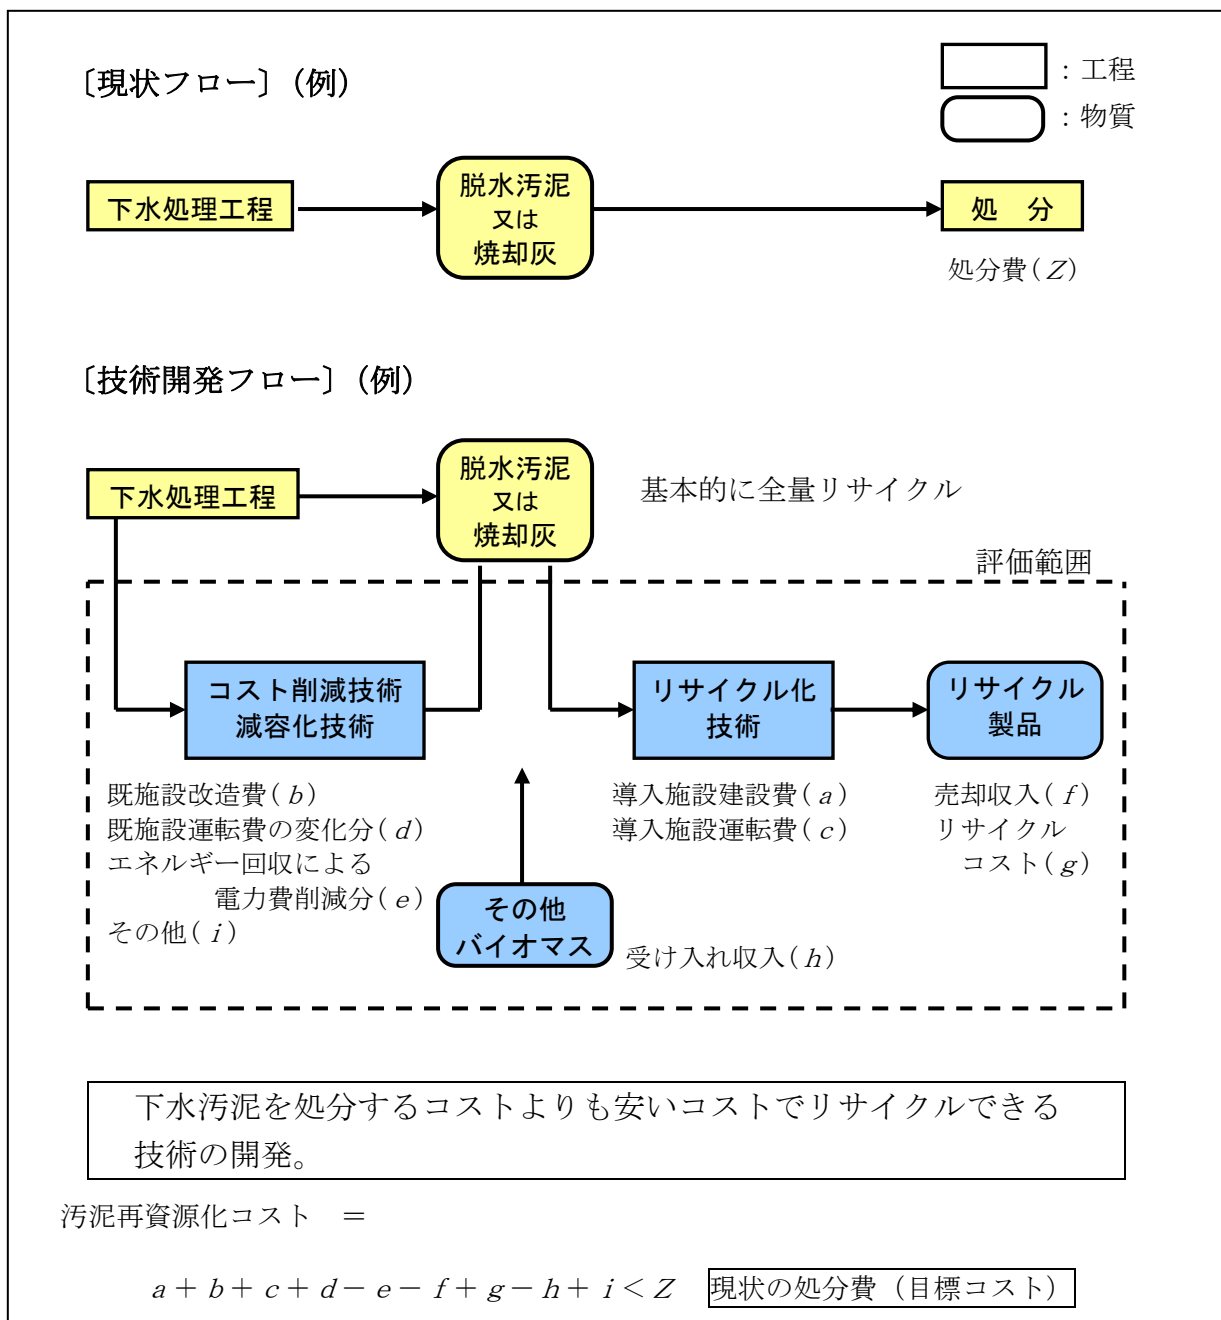 〔現状フロー〕(例)
：工程
：物質
下水処理工程
脱水汚泥
又は
焼却灰
処　分
処分費(Z)
〔技術開発フロー〕(例)
下水処理工程
脱水汚泥
又は
焼却灰
基本的に全量リサイクル
評価範囲
コスト削減技術
減容化技術
リサイクル化
技術
リサイクル
製品
既施設改造費(b)
既施設運転費の変化分(d)
エネルギー回収による
電力費削減分(e)
その他(i)
導入施設建設費(a)
導入施設運転費(c)
売却収入(f)
リサイクル
コスト(g)
その他
バイオマス
受け入れ収入(h)
下水汚泥を処分するコストよりも安いコストでリサイクルできる
技術の開発。
汚泥再資源化コスト　＝
a＋b＋c＋d－e－f＋g－h＋i＜Z　現状の処分費（目標コスト）